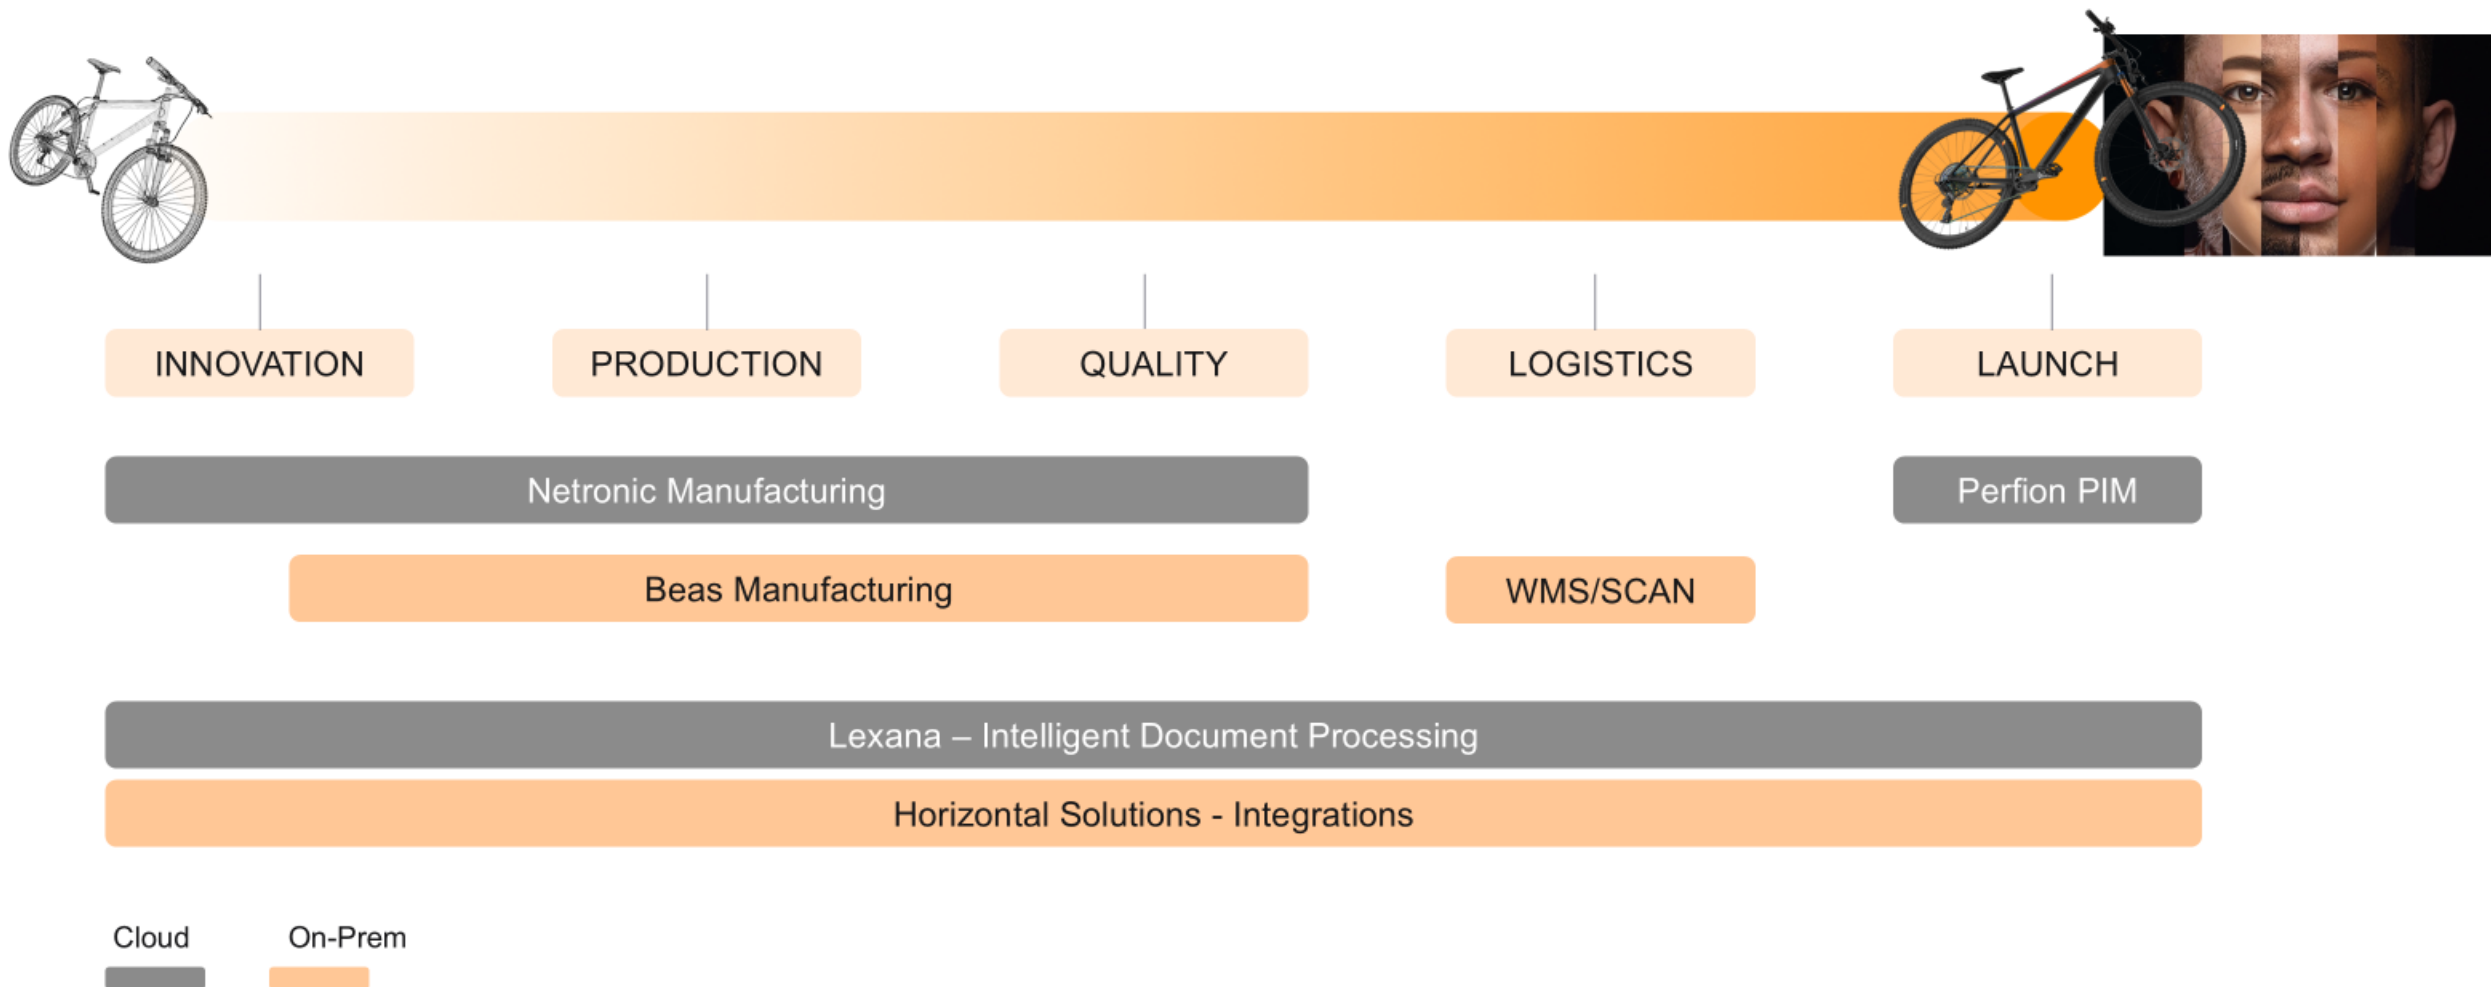 INNOVATION
PRODUCTION
QUALITY
LOGISTICS
LAUNCH
Netronic Manufacturing
Perfion PIM
Beas Manufacturing
WMS/SCAN
Lexana – Intelligent Document Processing
Horizontal Solutions - Integrations
Cloud
On-Prem